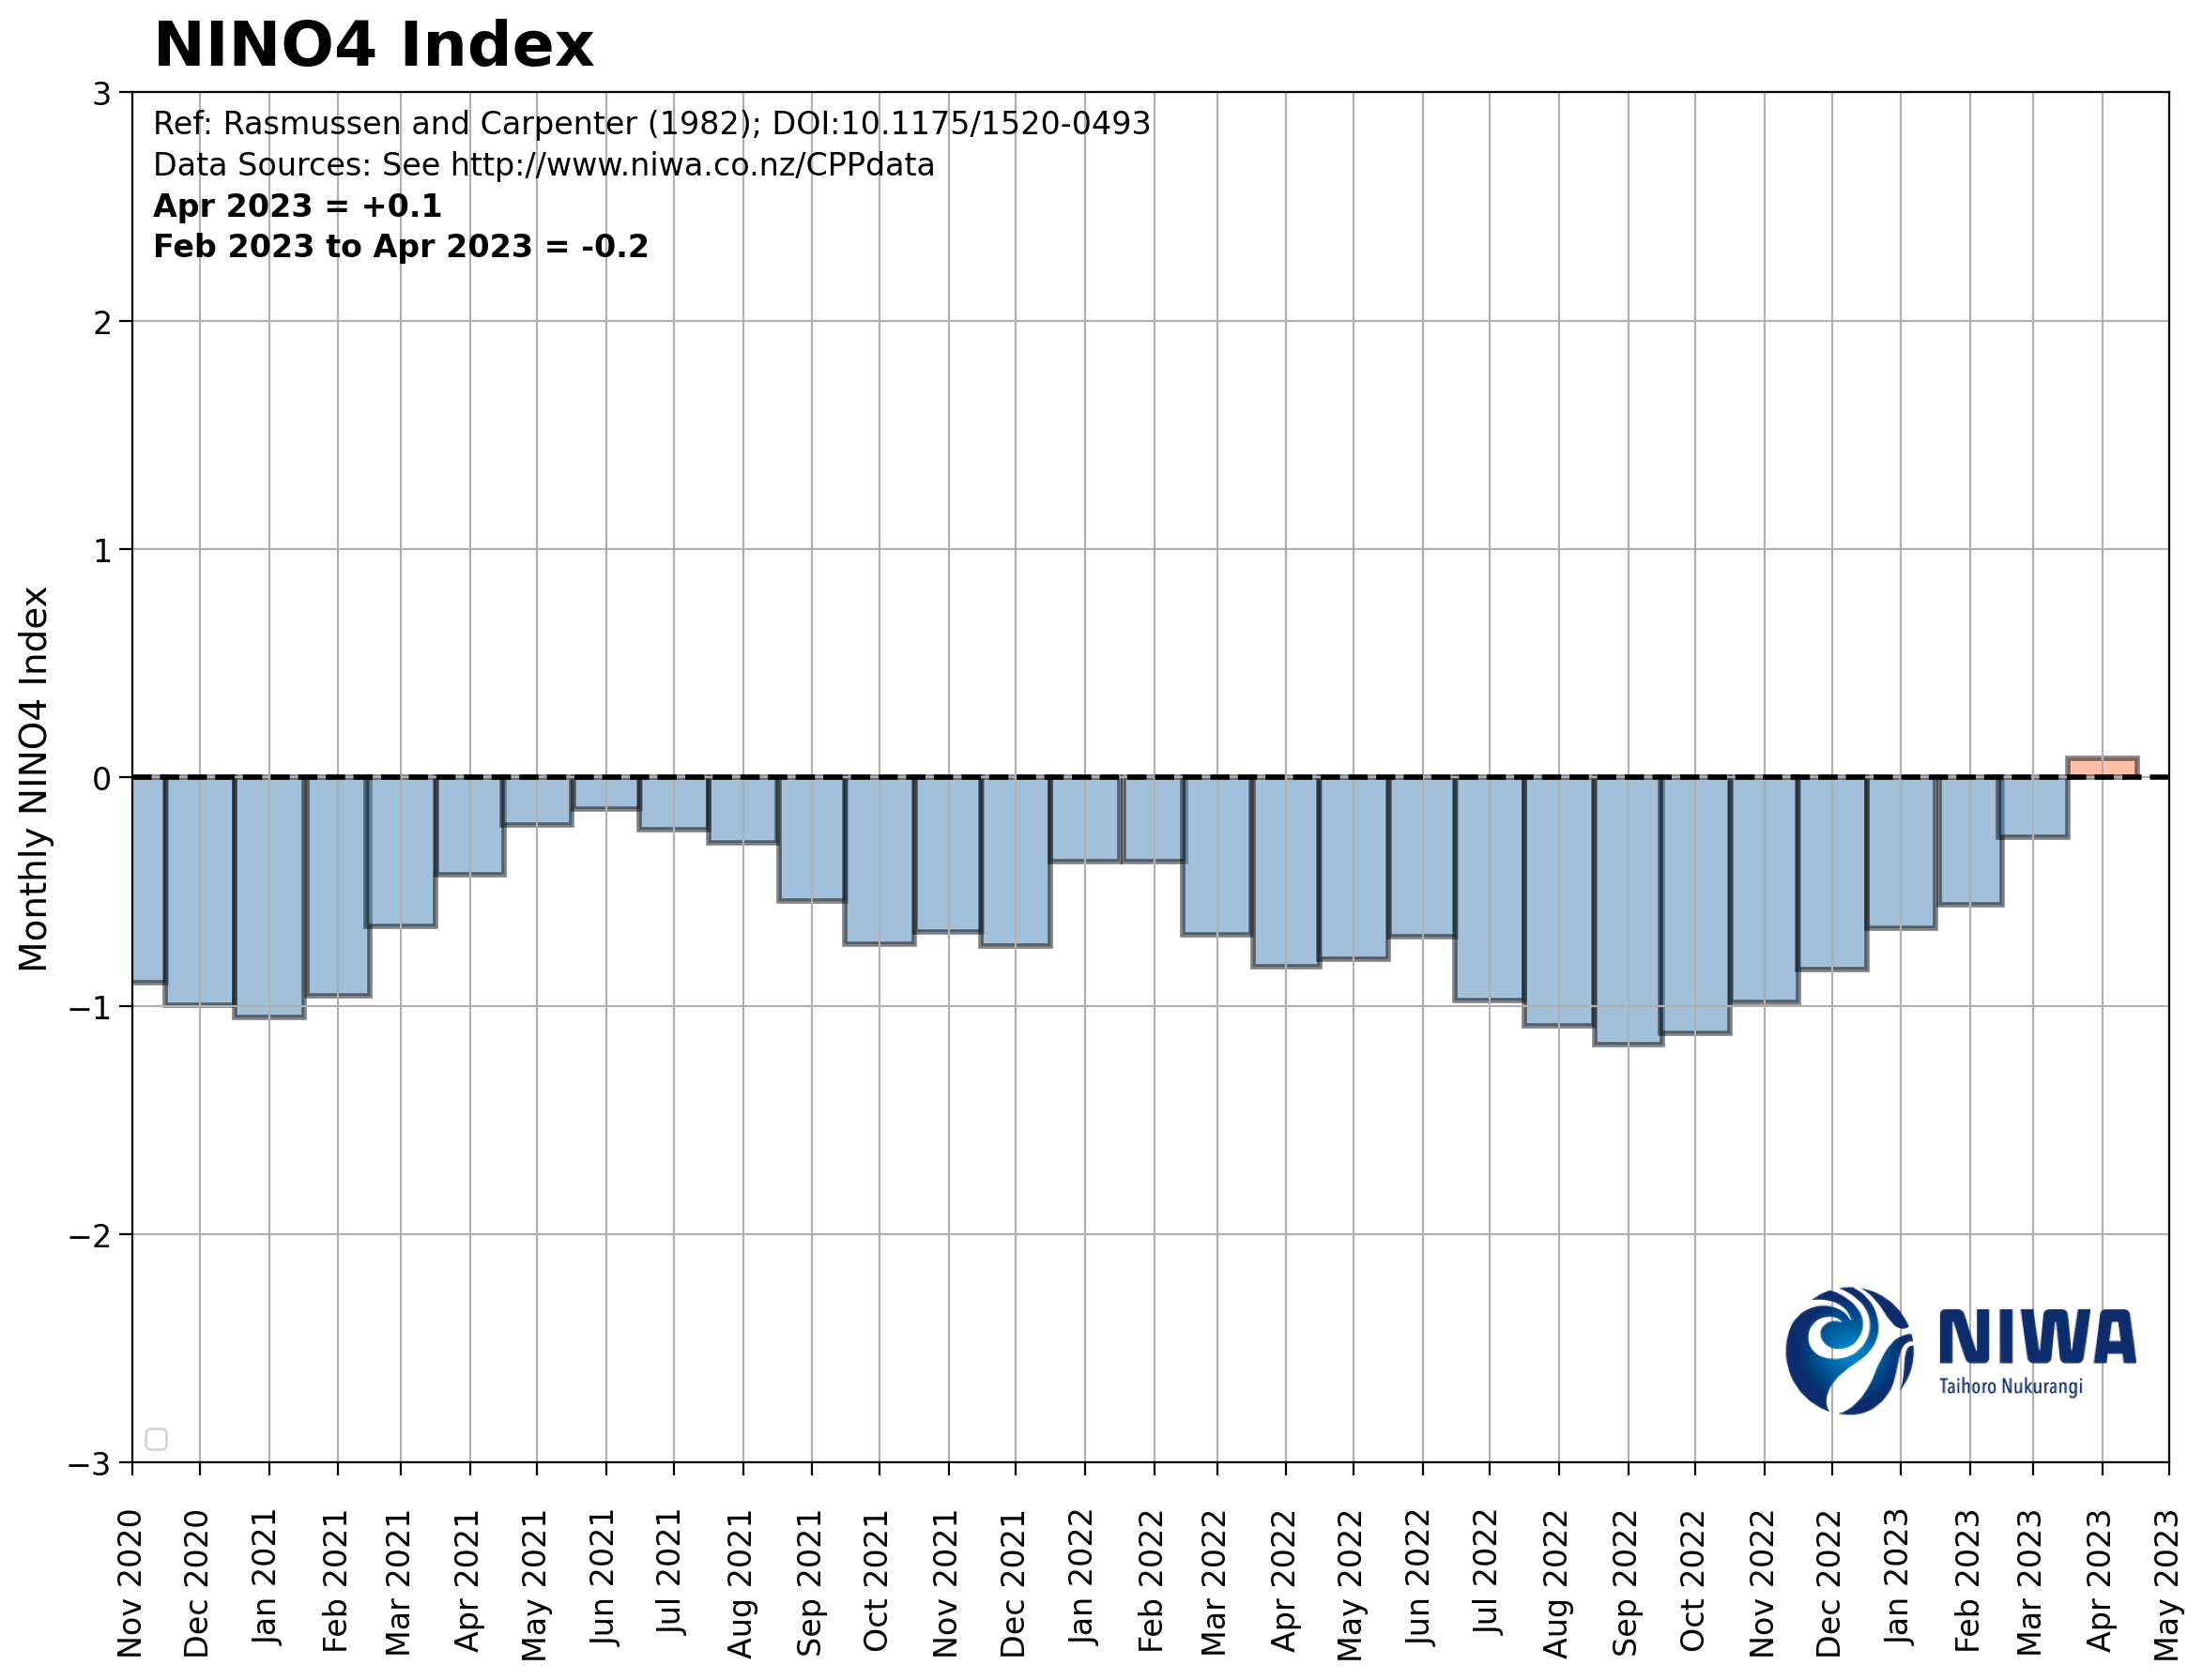 NINO4 Index
Ref: Rasmussen and Carpenter (1982); DOI:10.1175/1520-0493
Data Sources: See http://www.niwa.co.nz/CPPdata
Apr 2023 = +0.1
Feb 2023 to Apr 2023 = -0.2
Monthly NINO4 Index
3
2
1
0
−1
−2
−3
NIWA
Taihoro Nukurangi
Nov 2020
Dec 2020
Jan 2021
Feb 2021
Mar 2021
Apr 2021
May 2021
Jun 2021
Jul 2021
Aug 2021
Sep 2021
Oct 2021
Nov 2021
Dec 2021
Jan 2022
Feb 2022
Mar 2022
Apr 2022
May 2022
Jun 2022
Jul 2022
Aug 2022
Sep 2022
Oct 2022
Nov 2022
Dec 2022
Jan 2023
Feb 2023
Mar 2023
Apr 2023
May 2023